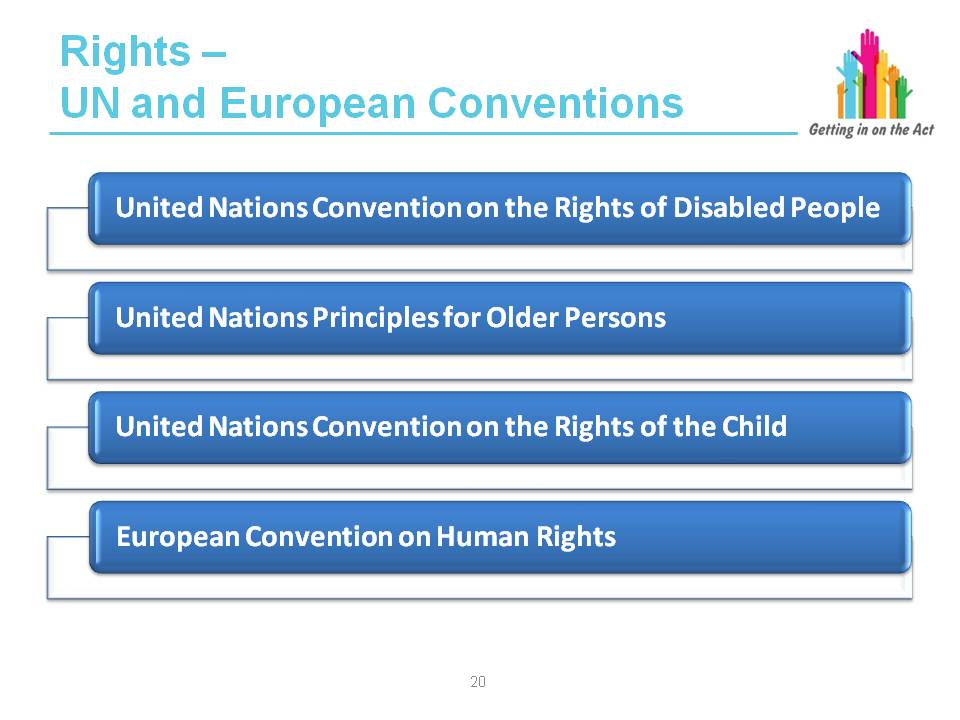 Rights –
UN and European Conventions
Getting in on the Act
United Nations Convention on the Rights of Disabled People
United Nations Principles for Older Persons
United Nations Convention on the Rights of the Child
European Convention on Human Rights
20